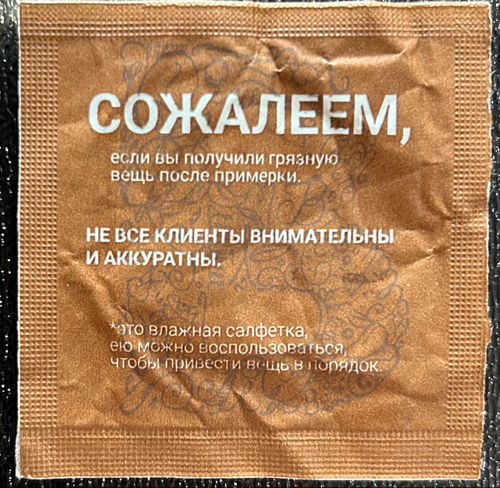 СОЖАЛЕЕМ,
если вы получили грязную
вещь после примерки.
НЕ ВСЕ КЛИЕНТЫ ВНИМАТЕЛЬНЫ
И АККУРАТНЫ.
*это влажная салфетка,
ею можно воспользоваться,
чтобы привести вещь в порядок.